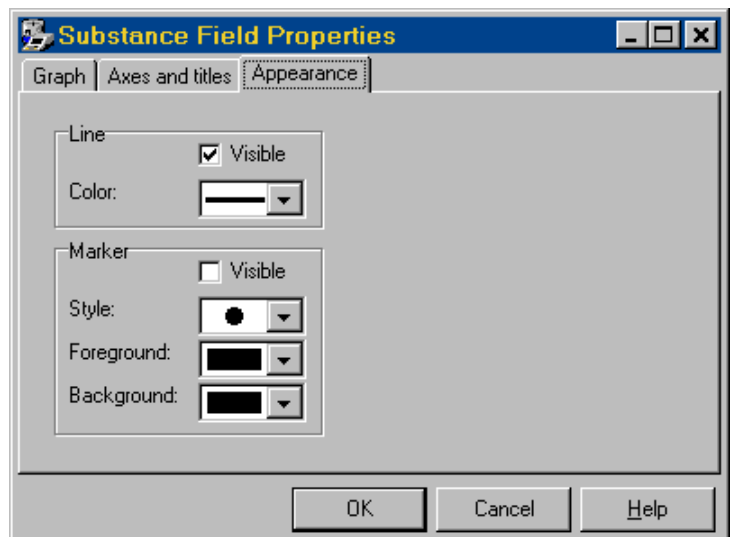 Substance Field Properties
Graph
Axes and titles
Appearance
Line
Visible
Color:
Marker
Visible
Style:
Foreground:
Background:
OK
Cancel
Help